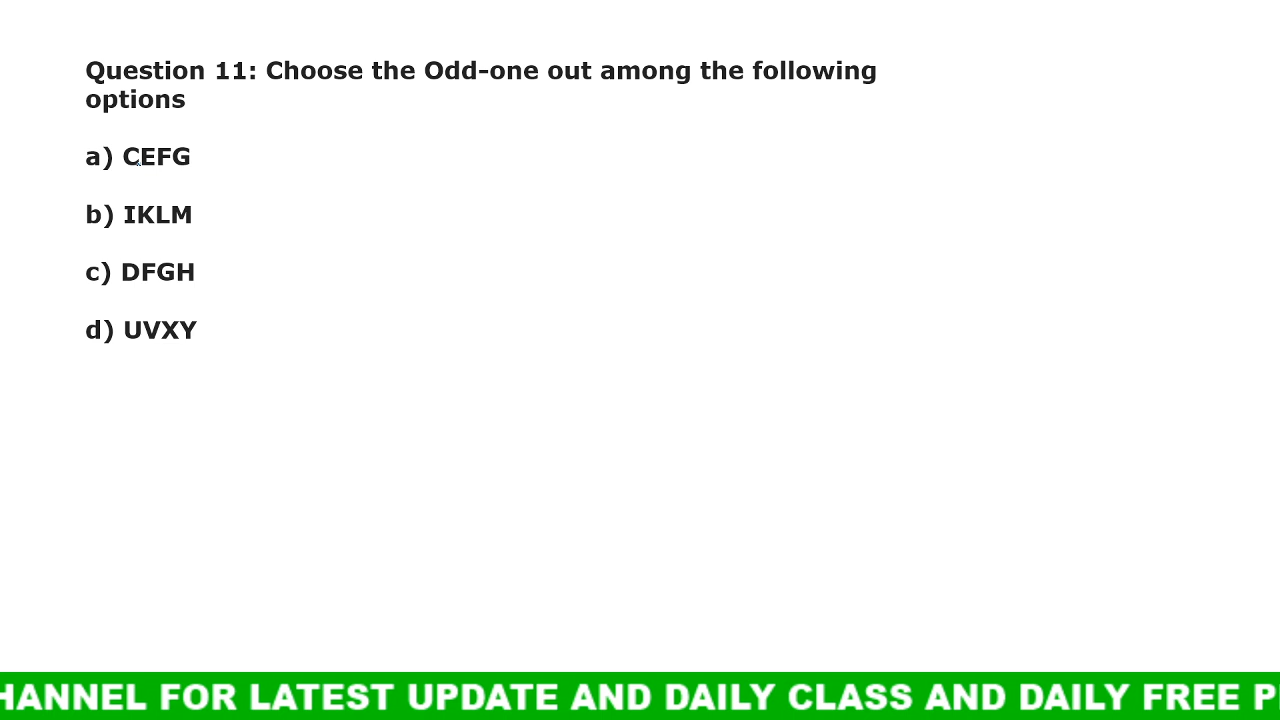 Question 11: Choose the Odd-one out among the following
options
a) CEFG
b) IKLM
c) DFGH
d) UVXY
CHANNEL FOR LATEST UPDATE AND DAILY CLASS AND DAILY FREE P